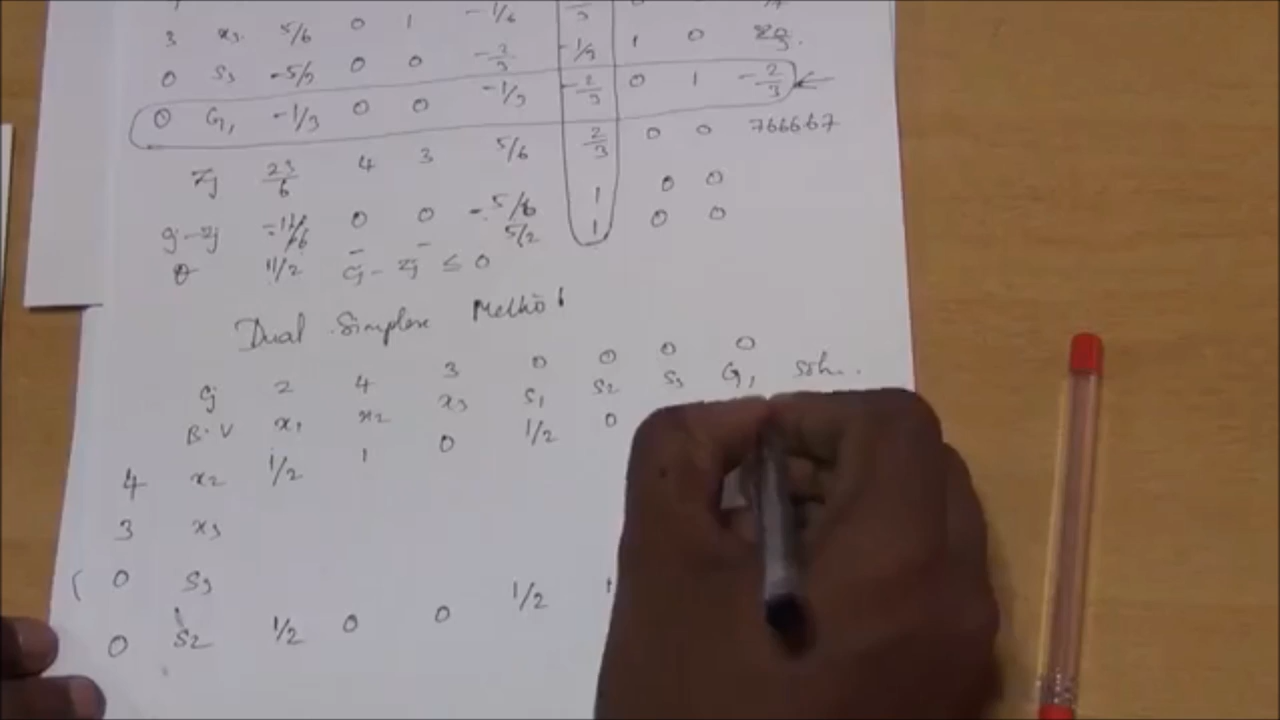 3 x3 5/6 0 1 -1/6
0 S3 -5/3 0 0 -2/3 -1/3 1 0
0 G1 -1/3 0 0 -1/3 -2/3 0 1 -2/3
Zj 23/6 4 3 5/6 2/3 0 0 766667
Cj-Zj -11/6 0 0 -5/6 1 0 0
θ 11/2 5/2 1 0 0
Cj - Zj ≤ 0
Dual Simplex Method
Cj 2 4 3 0 0 0 0
B.V x1 x2 x3 S1 S2 S3 G1 Soln.
4 x2 1/2 1 0 1/2 0
3 x3
( 0 S3
0 S2 1/2 0 0 1/2 1